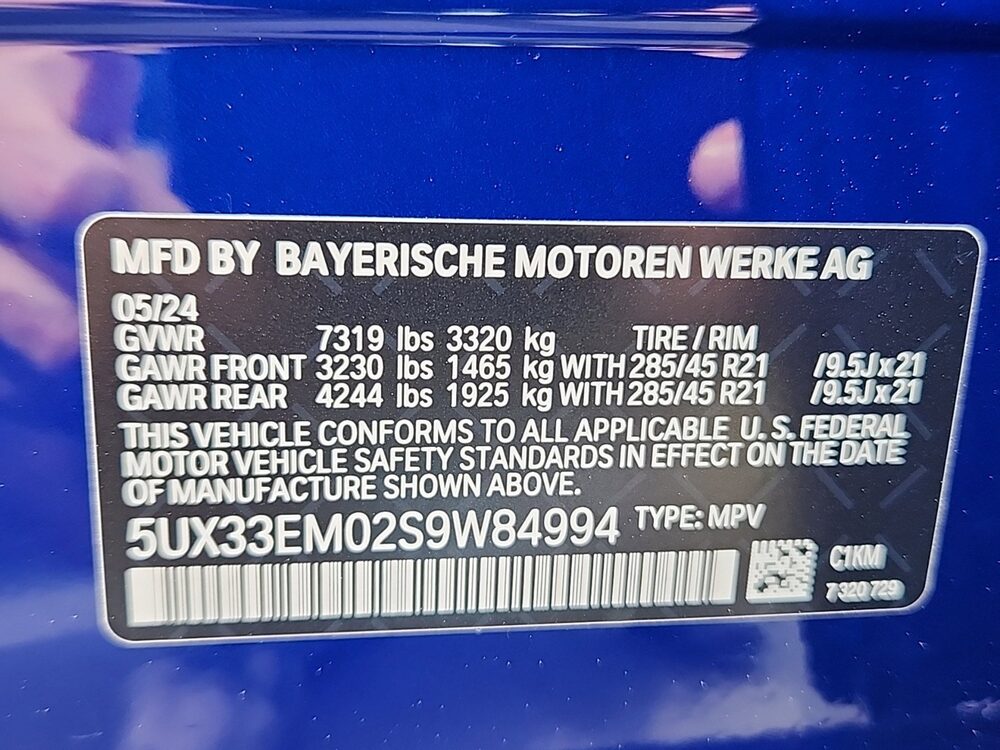 MFD BY BAYERISCHE MOTOREN WERKE AG
05/24
GVWR 7319 lbs 3320 kg TIRE / RIM
GAWR FRONT 3230 lbs 1465 kg WITH 285/45 R21 /9.5Jx21
GAWR REAR 4244 lbs 1925 kg WITH 285/45 R21 /9.5Jx21
THIS VEHICLE CONFORMS TO ALL APPLICABLE U. S. FEDERAL
MOTOR VEHICLE SAFETY STANDARDS IN EFFECT ON THE DATE
OF MANUFACTURE SHOWN ABOVE.
5UX33EM02S9W84994 TYPE: MPV
C1KM
7 320 729